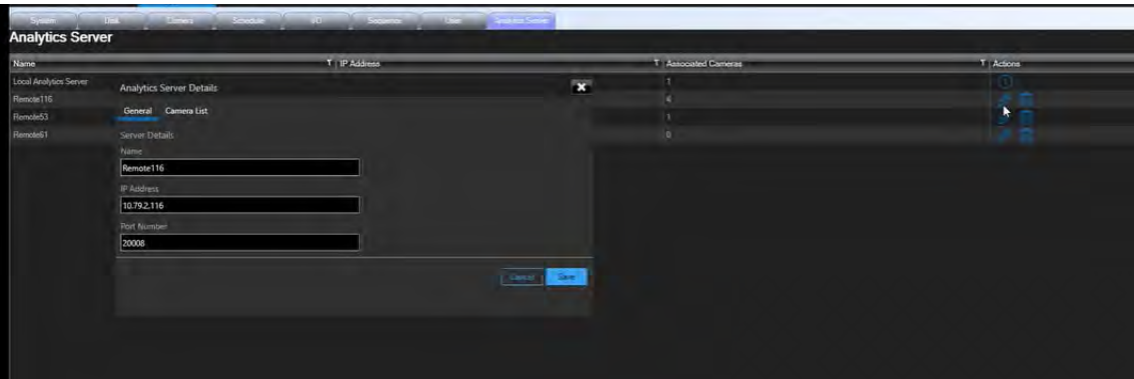 System Disk Camera Schedule I/O Sequence User Analytics Server
Analytics Server
Name IP Address Associated Cameras Actions
Local Analytics Server 1
Remote116 4
Remote53 1
Remote61 0
Analytics Server Details
General Camera List
Server Details
Name
Remote116
IP Address
10.79.2.116
Port Number
20008
Cancel Save